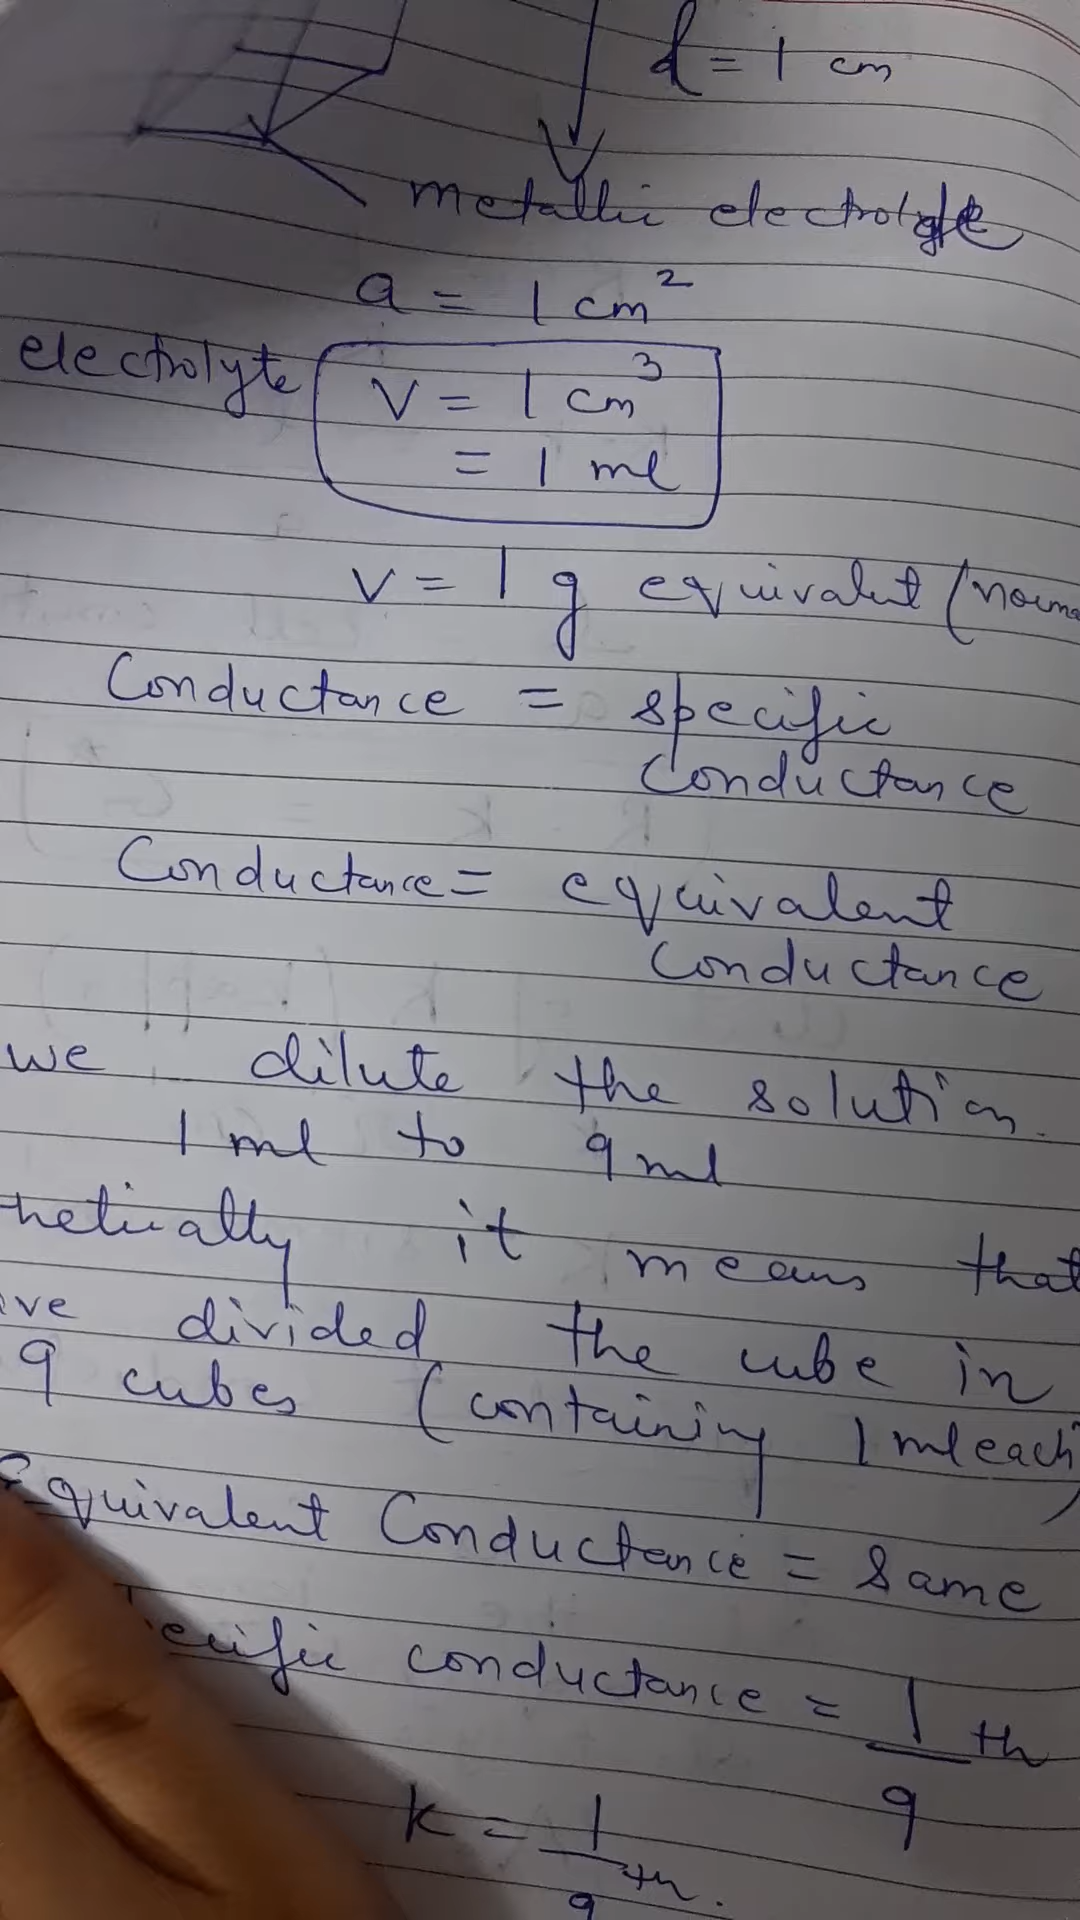 d = 1 cm
metallic electrolyte
a = 1 cm²
electrolyte
V = 1 cm³
= 1 ml
V = 1 g equivalent (norma
Conductance = specific
Conductance
Conductance = equivalent
Conductance
we dilute the solution.
1 ml to 9 ml
hetically it means that
ve divided the cube in
9 cubes (containing 1 ml each)
Equivalent Conductance = Same
ecific conductance = 1/9 th
k = 1/9 th.